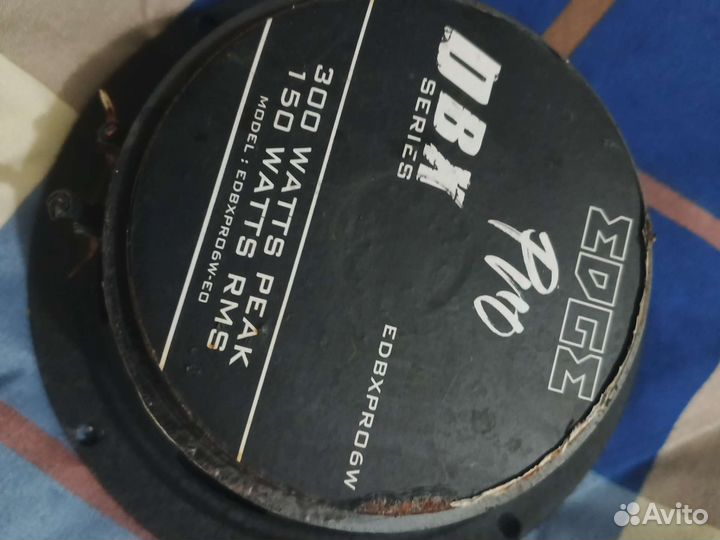 EDGE
DBX
SERIES
Pro
EDBXPRO6W
300 WATTS PEAK
150 WATTS RMS
MODEL : EDBXPRO6W-E0
Avito